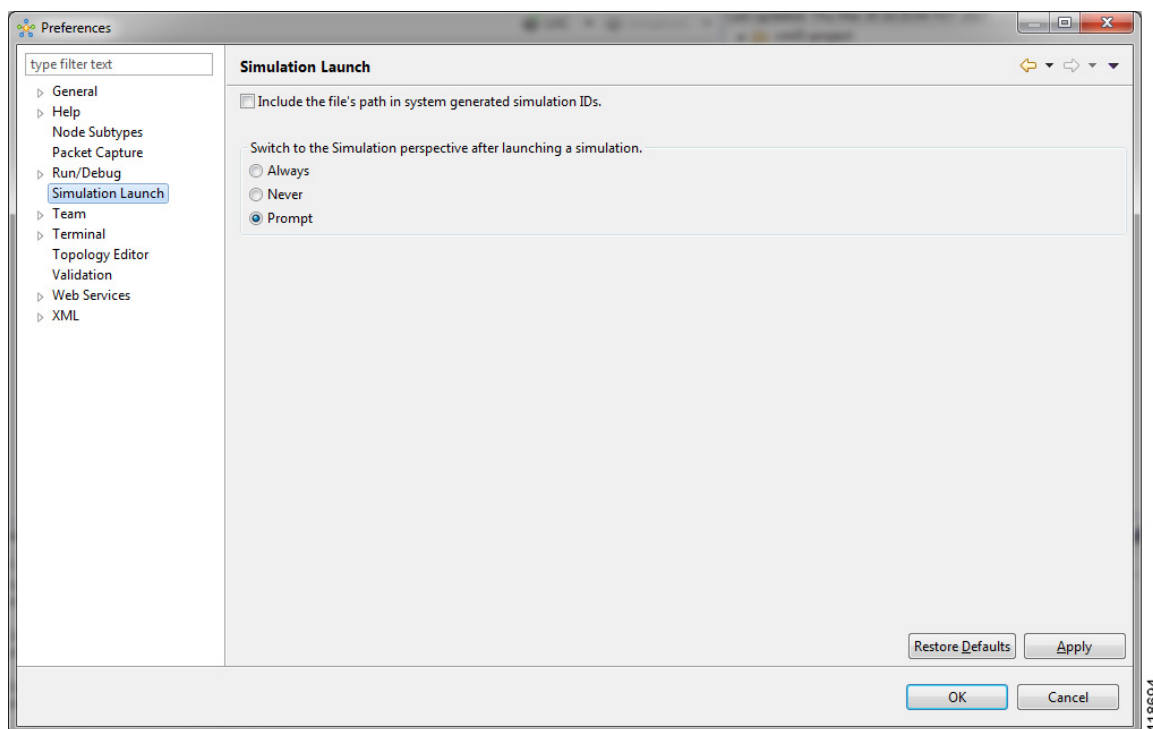 Preferences
type filter text
General
Help
Node Subtypes
Packet Capture
Run/Debug
Simulation Launch
Team
Terminal
Topology Editor
Validation
Web Services
XML
Simulation Launch
Include the file's path in system generated simulation IDs.
Switch to the Simulation perspective after launching a simulation.
Always
Never
Prompt
Restore Defaults
Apply
OK
Cancel